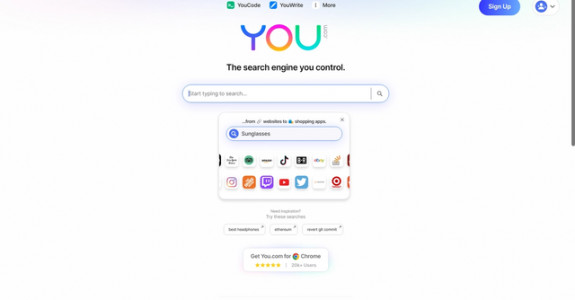 YouCode YouWrite More
Sign Up
YOU.com
The search engine you control.
Start typing to search...
...from websites to shopping apps.
Sunglasses
Need inspiration?
Try these searches
best headphones ethereum revert git commit
Get You.com for Chrome
20k+ Users